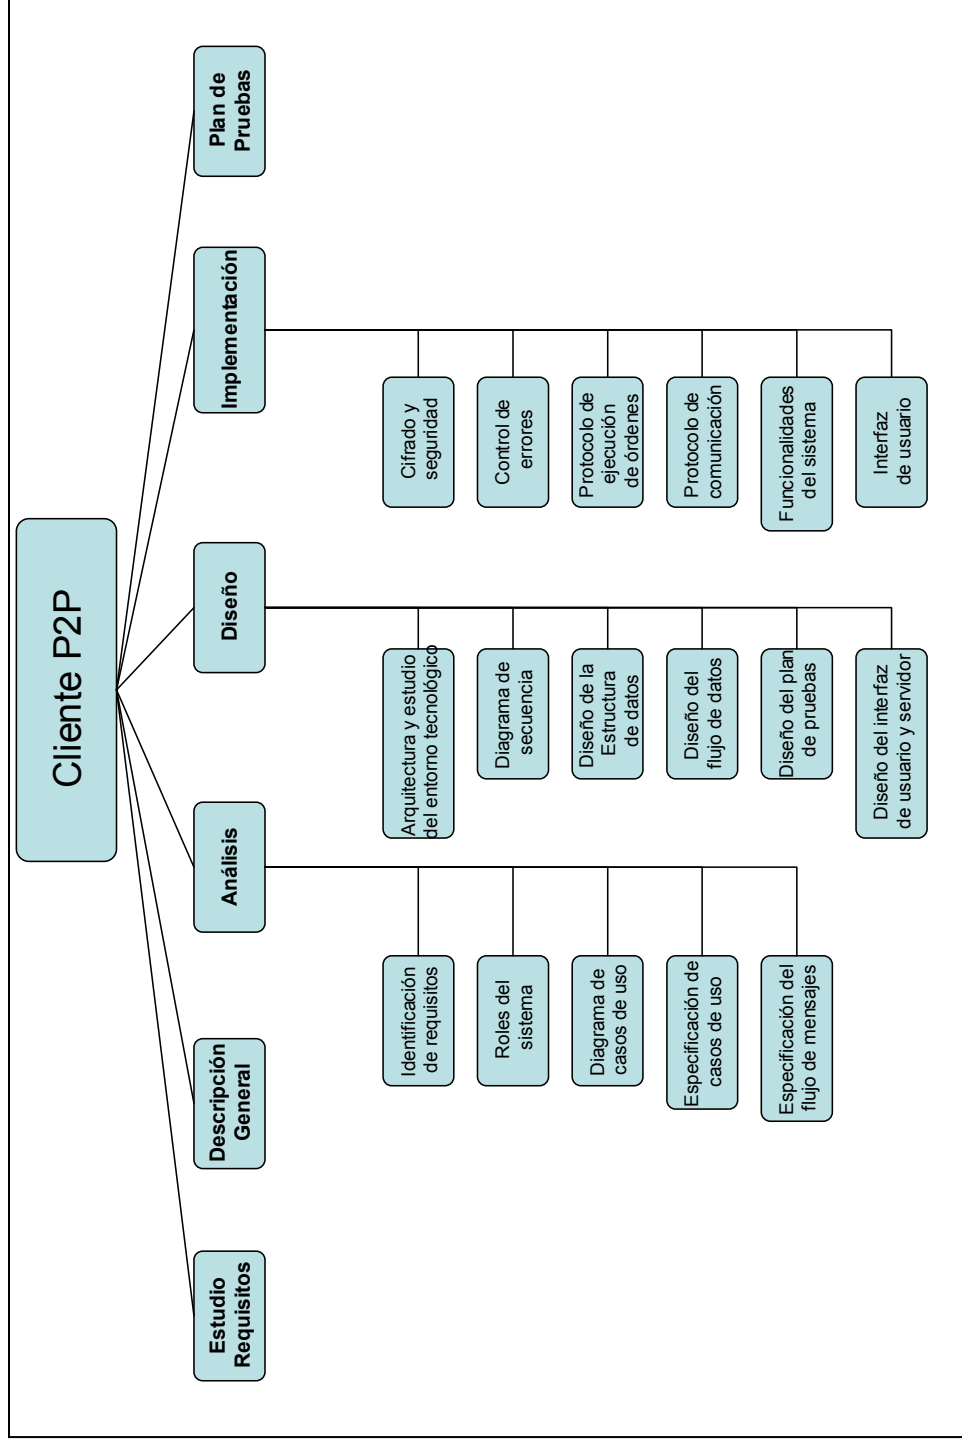 Cliente P2P
Estudio
Requisitos
Descripción
General
Análisis
Diseño
Implementación
Plan de
Pruebas
Identificación
de requisitos
Roles del
sistema
Diagrama de
casos de uso
Especificación de
casos de uso
Especificación del
flujo de mensajes
Arquitectura y estudio
del entorno tecnológico
Diagrama de
secuencia
Diseño de la
Estructura
de datos
Diseño del
flujo de datos
Diseño del plan
de pruebas
Diseño del interfaz
de usuario y servidor
Cifrado y
seguridad
Control de
errores
Protocolo de
ejecución
de órdenes
Protocolo de
comunicación
Funcionalidades
del sistema
Interfaz
de usuario